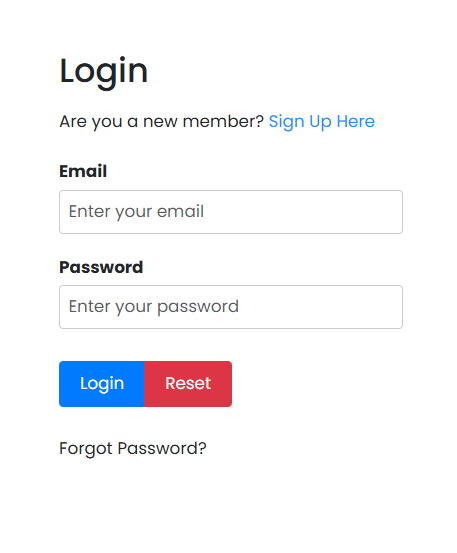 Login
Are you a new member? Sign Up Here
Email
Enter your email
Password
Enter your password
Login Reset
Forgot Password?